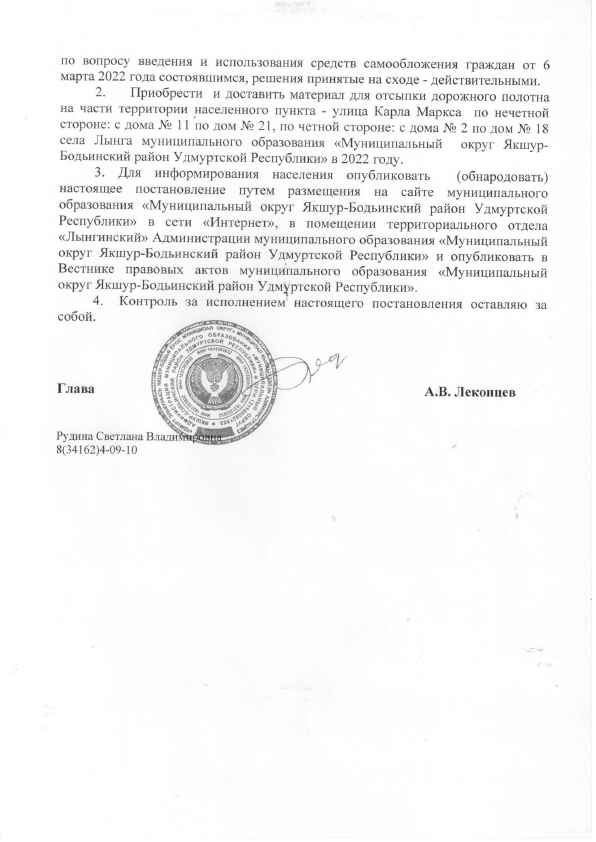 по вопросу введения и использования средств самообложения граждан от 6
марта 2022 года состоявшимся, решения принятые на сходе - действительными.
2. Приобрести и доставить материал для отсыпки дорожного полотна
на части территории населенного пункта - улица Карла Маркса по нечетной
стороне: с дома № 11 по дом № 21, по четной стороне: с дома № 2 по дом № 18
села Лынга муниципального образования «Муниципальный округ Якшур-
Бодьинский район Удмуртской Республики» в 2022 году.
3. Для информирования населения опубликовать (обнародовать)
настоящее постановление путем размещения на сайте муниципального
образования «Муниципальный округ Якшур-Бодьинский район Удмуртской
Республики» в сети «Интернет», в помещении территориального отдела
«Лынгинский» Администрации муниципального образования «Муниципальный
округ Якшур-Бодьинский район Удмуртской Республики» и опубликовать в
Вестнике правовых актов муниципального образования «Муниципальный
округ Якшур-Бодьинский район Удмуртской Республики».
4. Контроль за исполнением настоящего постановления оставляю за
собой.
Глава А.В. Леконцев
Рудина Светлана Владимировна
8(34162)4-09-10